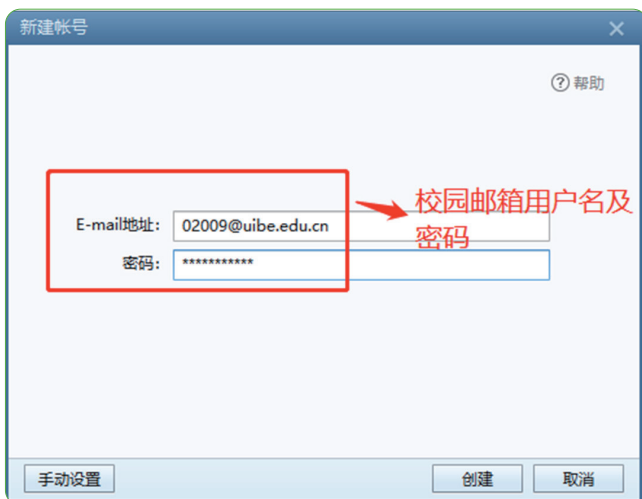 新建帐号
帮助
校园邮箱用户名及
密码
E-mail地址: 02009@uibe.edu.cn
密码: ***********
手动设置 创建 取消